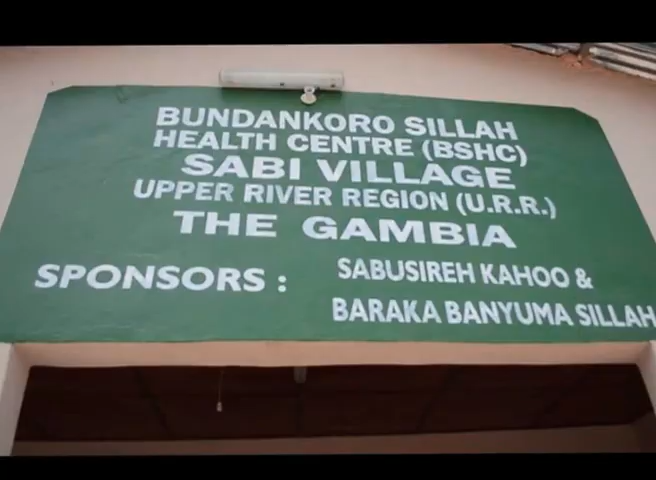 BUNDANKORO SILLAH
HEALTH CENTRE (BSHC)
SABI VILLAGE
UPPER RIVER REGION (U.R.R.)
THE GAMBIA
SPONSORS : SABUSIREH KAHOO &
BARAKA BANYUMA SILLAH